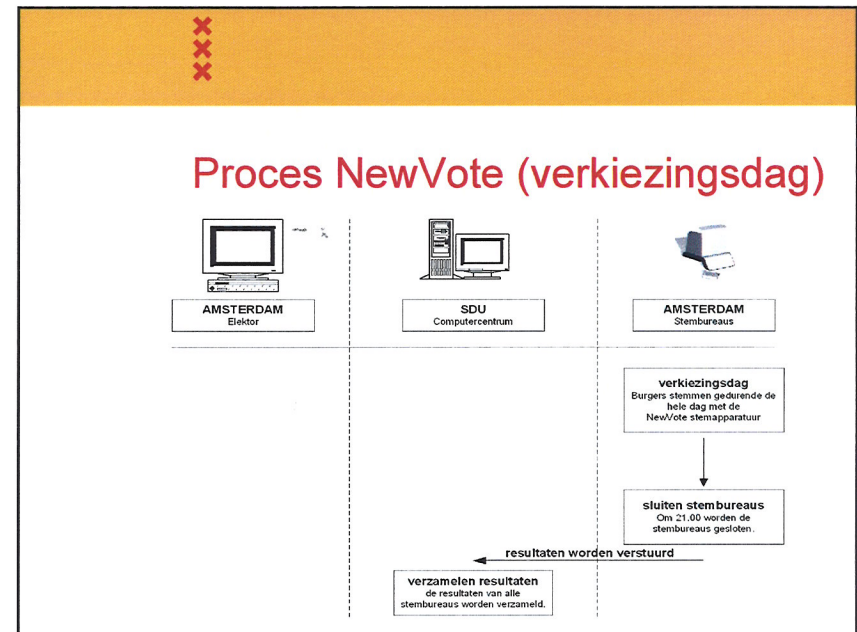 Proces NewVote (verkiezingsdag)
AMSTERDAM
Elektor
SDU
Computercentrum
AMSTERDAM
Stembureaus
verkiezingsdag
Burgers stemmen gedurende de
hele dag met de
NewVote stemapparatuur
sluiten stembureaus
Om 21.00 worden de
stembureaus gesloten.
resultaten worden verstuurd
verzamelen resultaten
de resultaten van alle
stembureaus worden verzameld.